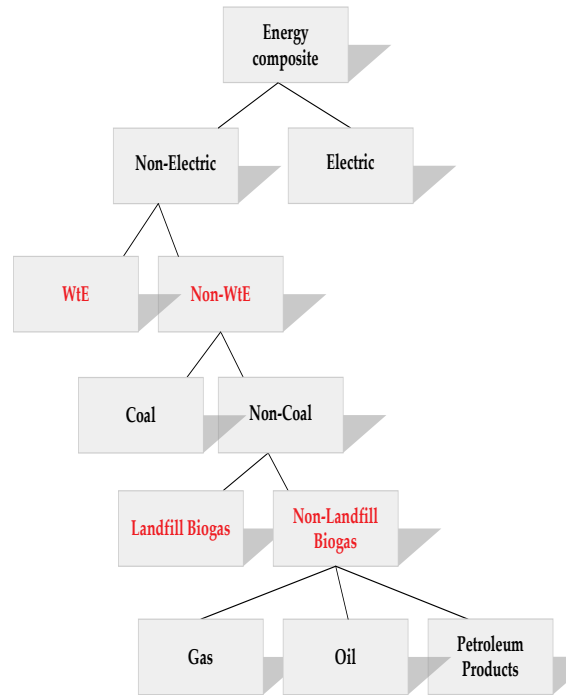 Energy
composite
Non-Electric
Electric
WtE
Non-WtE
Coal
Non-Coal
Landfill Biogas
Non-Landfill
Biogas
Gas
Oil
Petroleum
Products